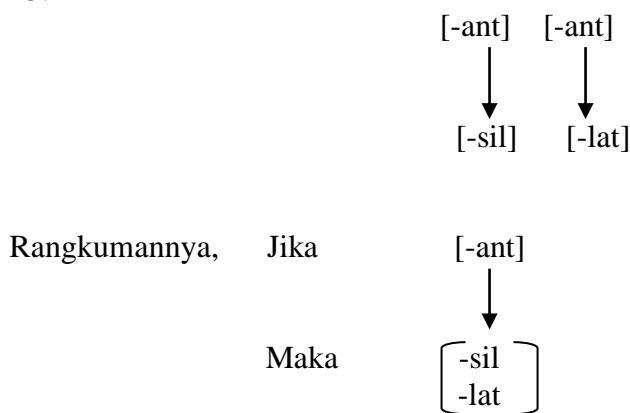 [-ant] [-ant]
[-sil] [-lat]
Rangkumannya, Jika [-ant]
Maka -sil
-lat